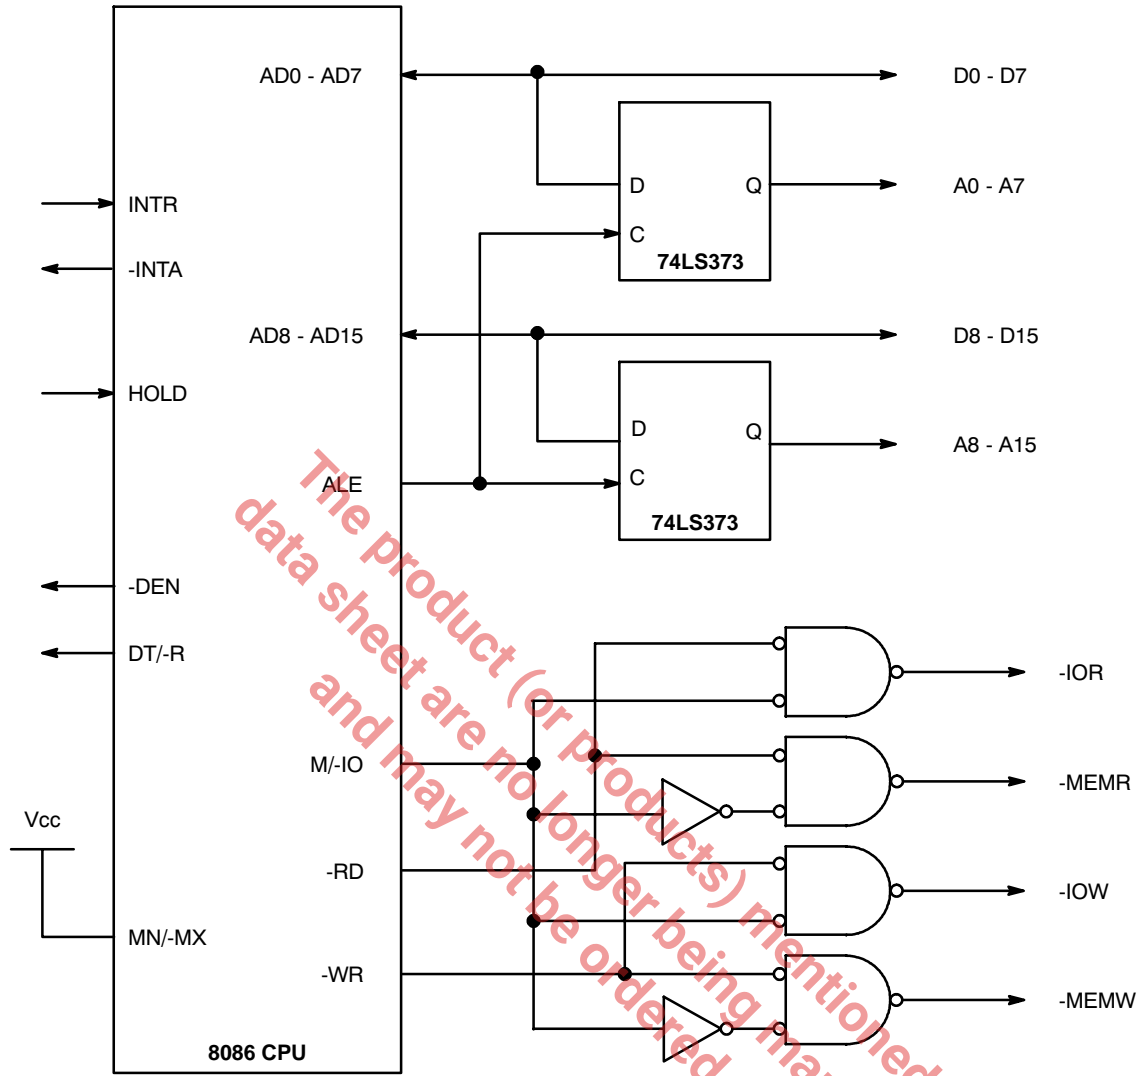 AD0 - AD7
D0 - D7
D
Q
A0 - A7
INTR
C
74LS373
-INTA
AD8 - AD15
D8 - D15
HOLD
D
Q
A8 - A15
ALE
C
74LS373
-DEN
DT/-R
-IOR
M/-IO
-MEMR
Vcc
-RD
-IOW
MN/-MX
-WR
-MEMW
8086 CPU
The product (or products) mentioned
data sheet are no longer being
and may not be ordered